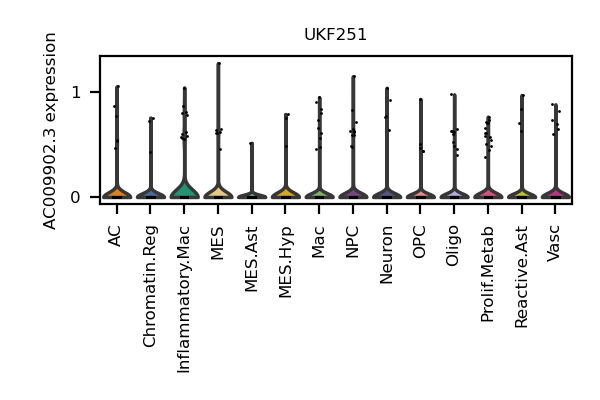 UKF251
AC009902.3 expression
1
0
AC
Chromatin.Reg
Inflammatory.Mac
MES
MES.Ast
MES.Hyp
Mac
NPC
Neuron
OPC
Oligo
Prolif.Metab
Reactive.Ast
Vasc